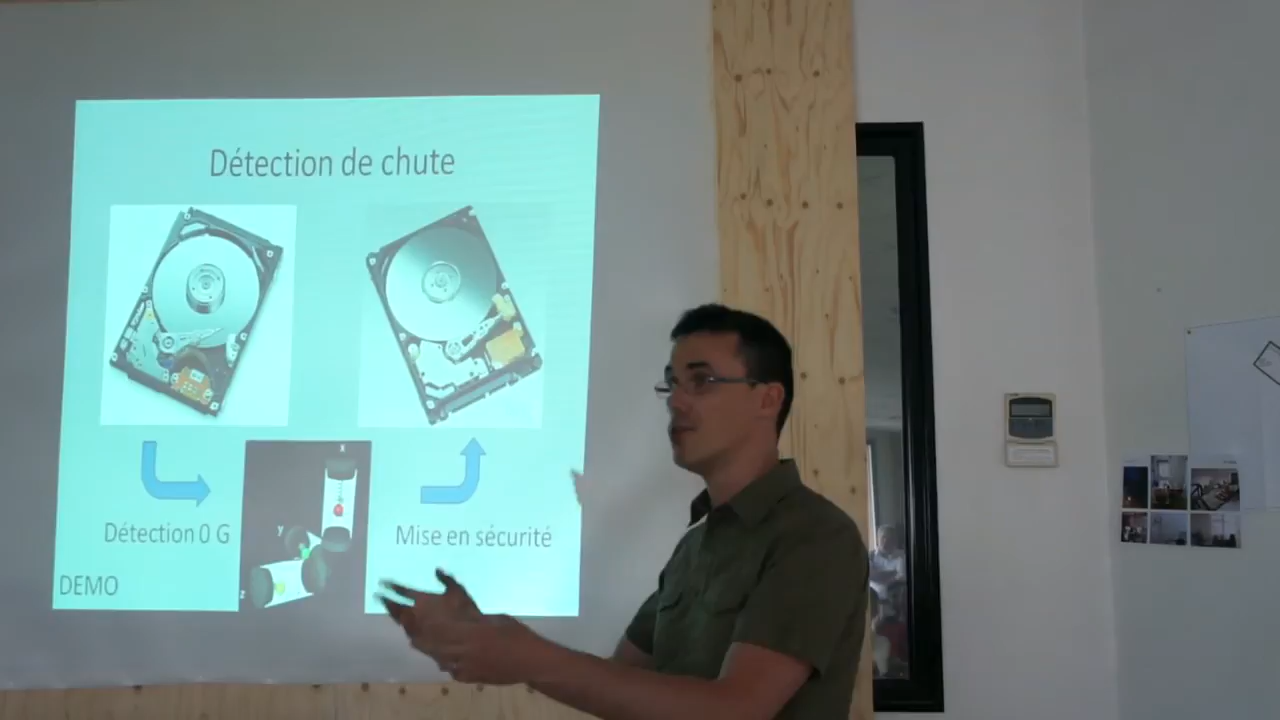 Détection de chute
x
y
z
Détection 0 G
Mise en sécurité
DEMO